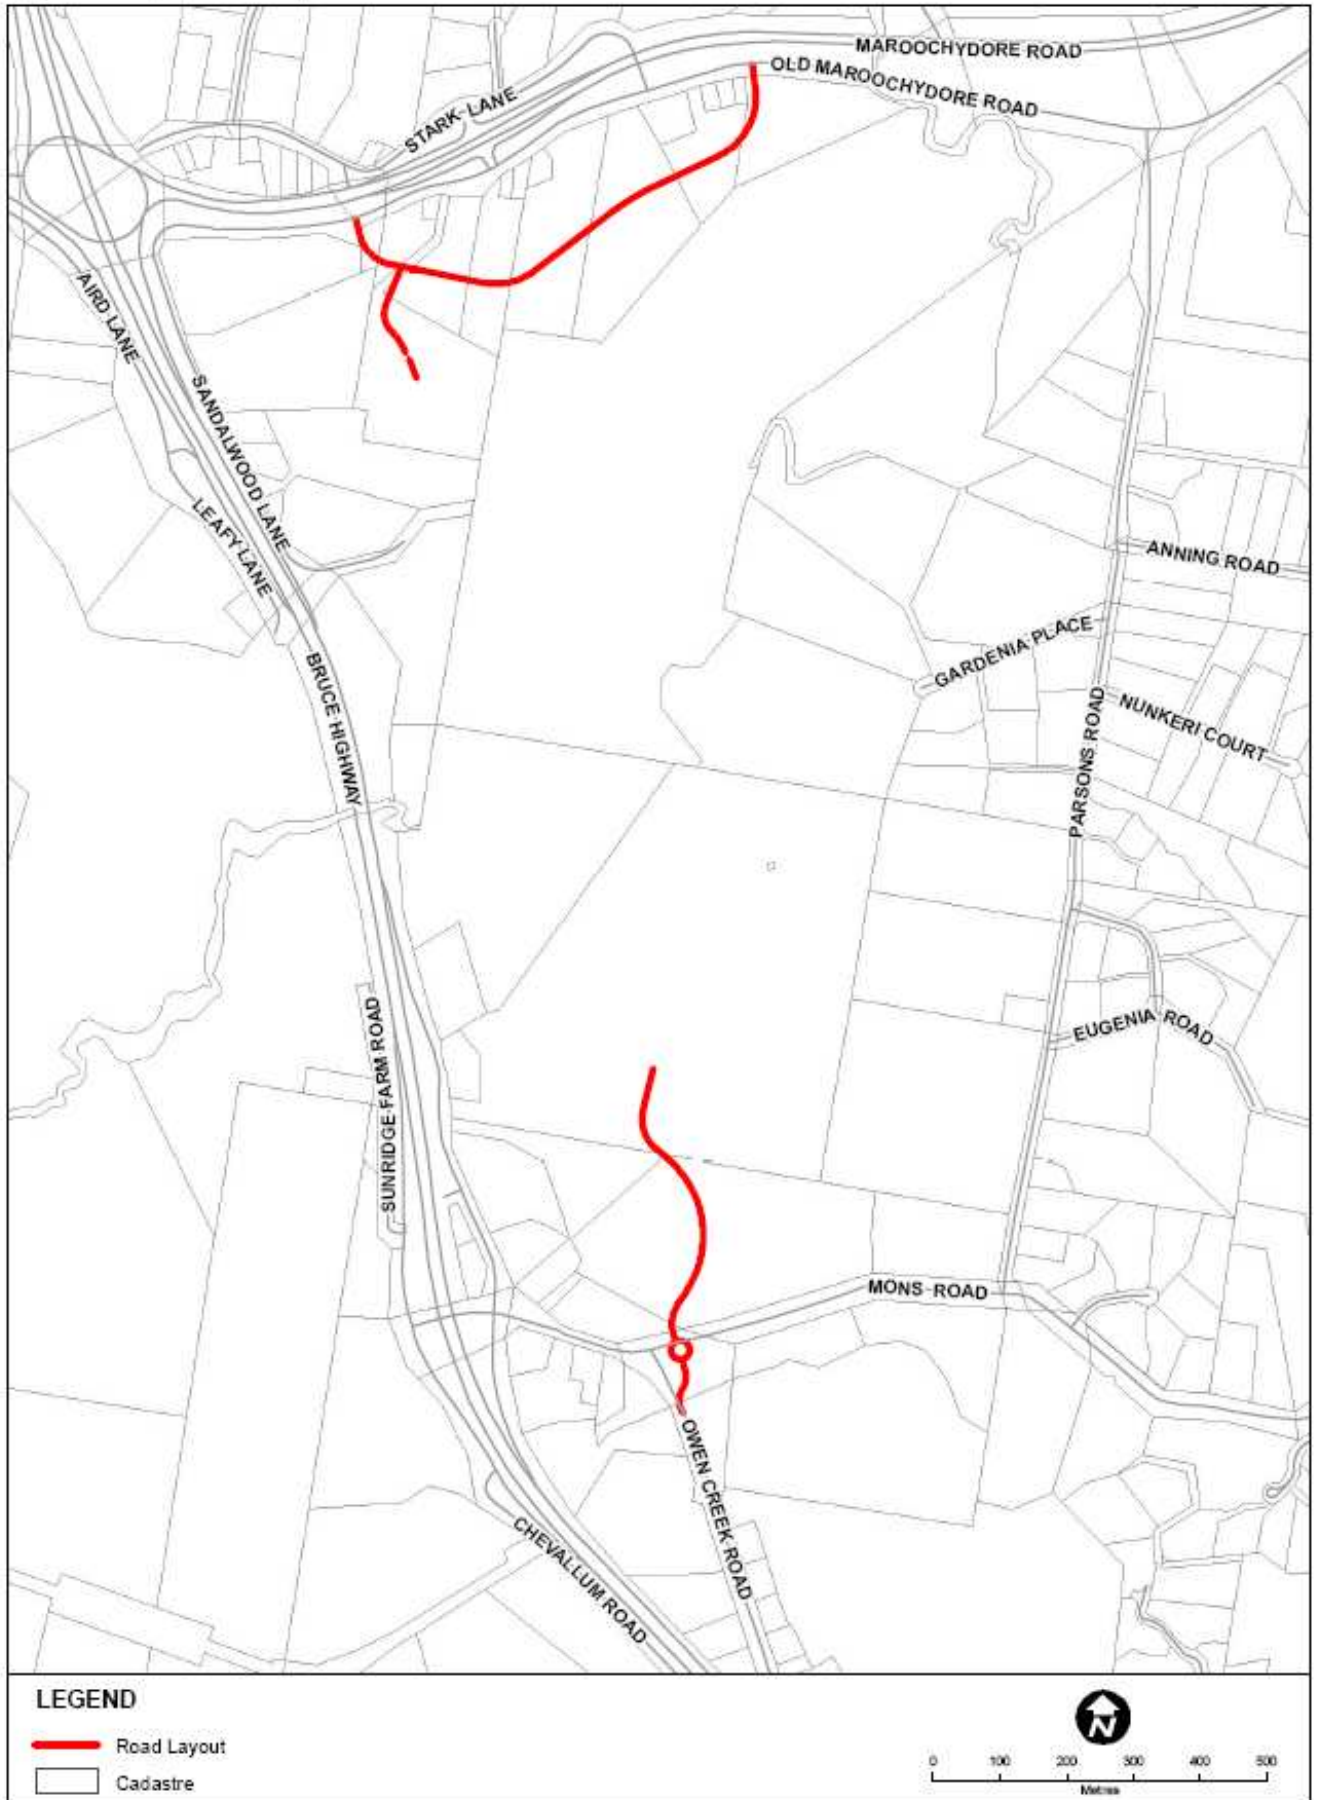 MAROOCHYDORE ROAD
OLD MAROOCHYDORE ROAD
STARK LANE
AIRD LANE
SANDALWOOD LANE
LEAFY LANE
ANNING ROAD
GARDENIA PLACE
BRUCE HIGHWAY
PARSONS ROAD
NUNKERI COURT
SUNRIDGE FARM ROAD
EUGENIA ROAD
MONS ROAD
OWEN CREEK ROAD
CHEVALLUM ROAD
LEGEND
Road Layout
Cadastre
N
0 100 200 300 400 500
Metres